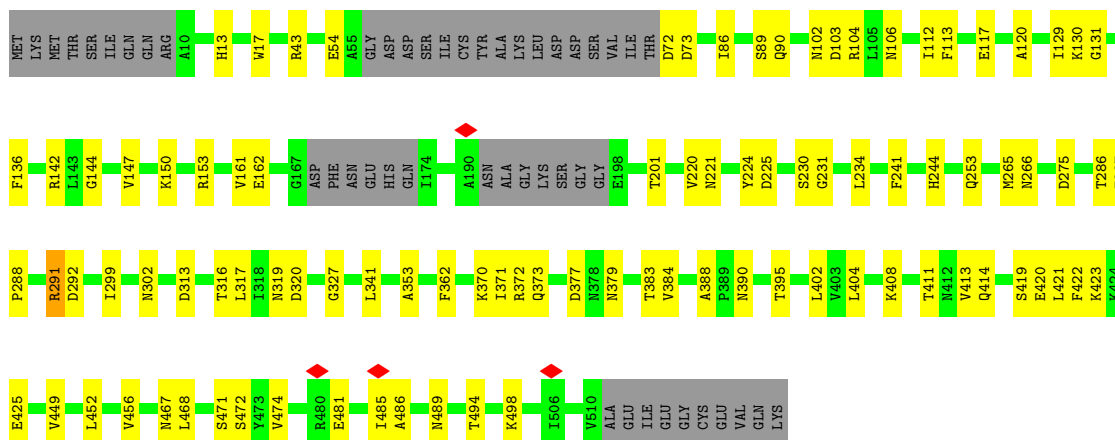 MET LYS MET THR SER ILE GLN GLN ARG A10 H13 W17 R43 E54 A55 GLY ASP ASP SER ILE CYS TYR ALA LYS LEU ASP ASP SER VAL ILE THR D72 D73 I86 S89 Q90 N102 D103 R104 L105 N106 I112 F113 E117 A120 I129 K130 G131
F136 R142 L143 G144 V147 K150 R153 V161 E162 G167 ASP PHE ASN GLU HIS GLN I174 A190 ASN ALA GLY LYS SER GLY GLY E198 T201 V220 N221 Y224 D225 S230 G231 L234 F241 H244 Q253 M265 N266 D275 T286
P288 R291 D292 I299 N302 D313 T316 L317 I318 N319 D320 G327 L341 A353 F362 K370 I371 R372 Q373 D377 N378 N379 T383 V384 A388 P389 N390 T395 L402 V403 L404 K408 T411 N412 V413 Q414 S419 E420 L421 F422 K423 K424
E425 V449 L452 V456 N467 L468 S471 S472 Y473 V474 R480 E481 I485 A486 N489 T494 K498 I506 V510 ALA GLU ILE GLU GLY CYS GLU VAL GLN LYS